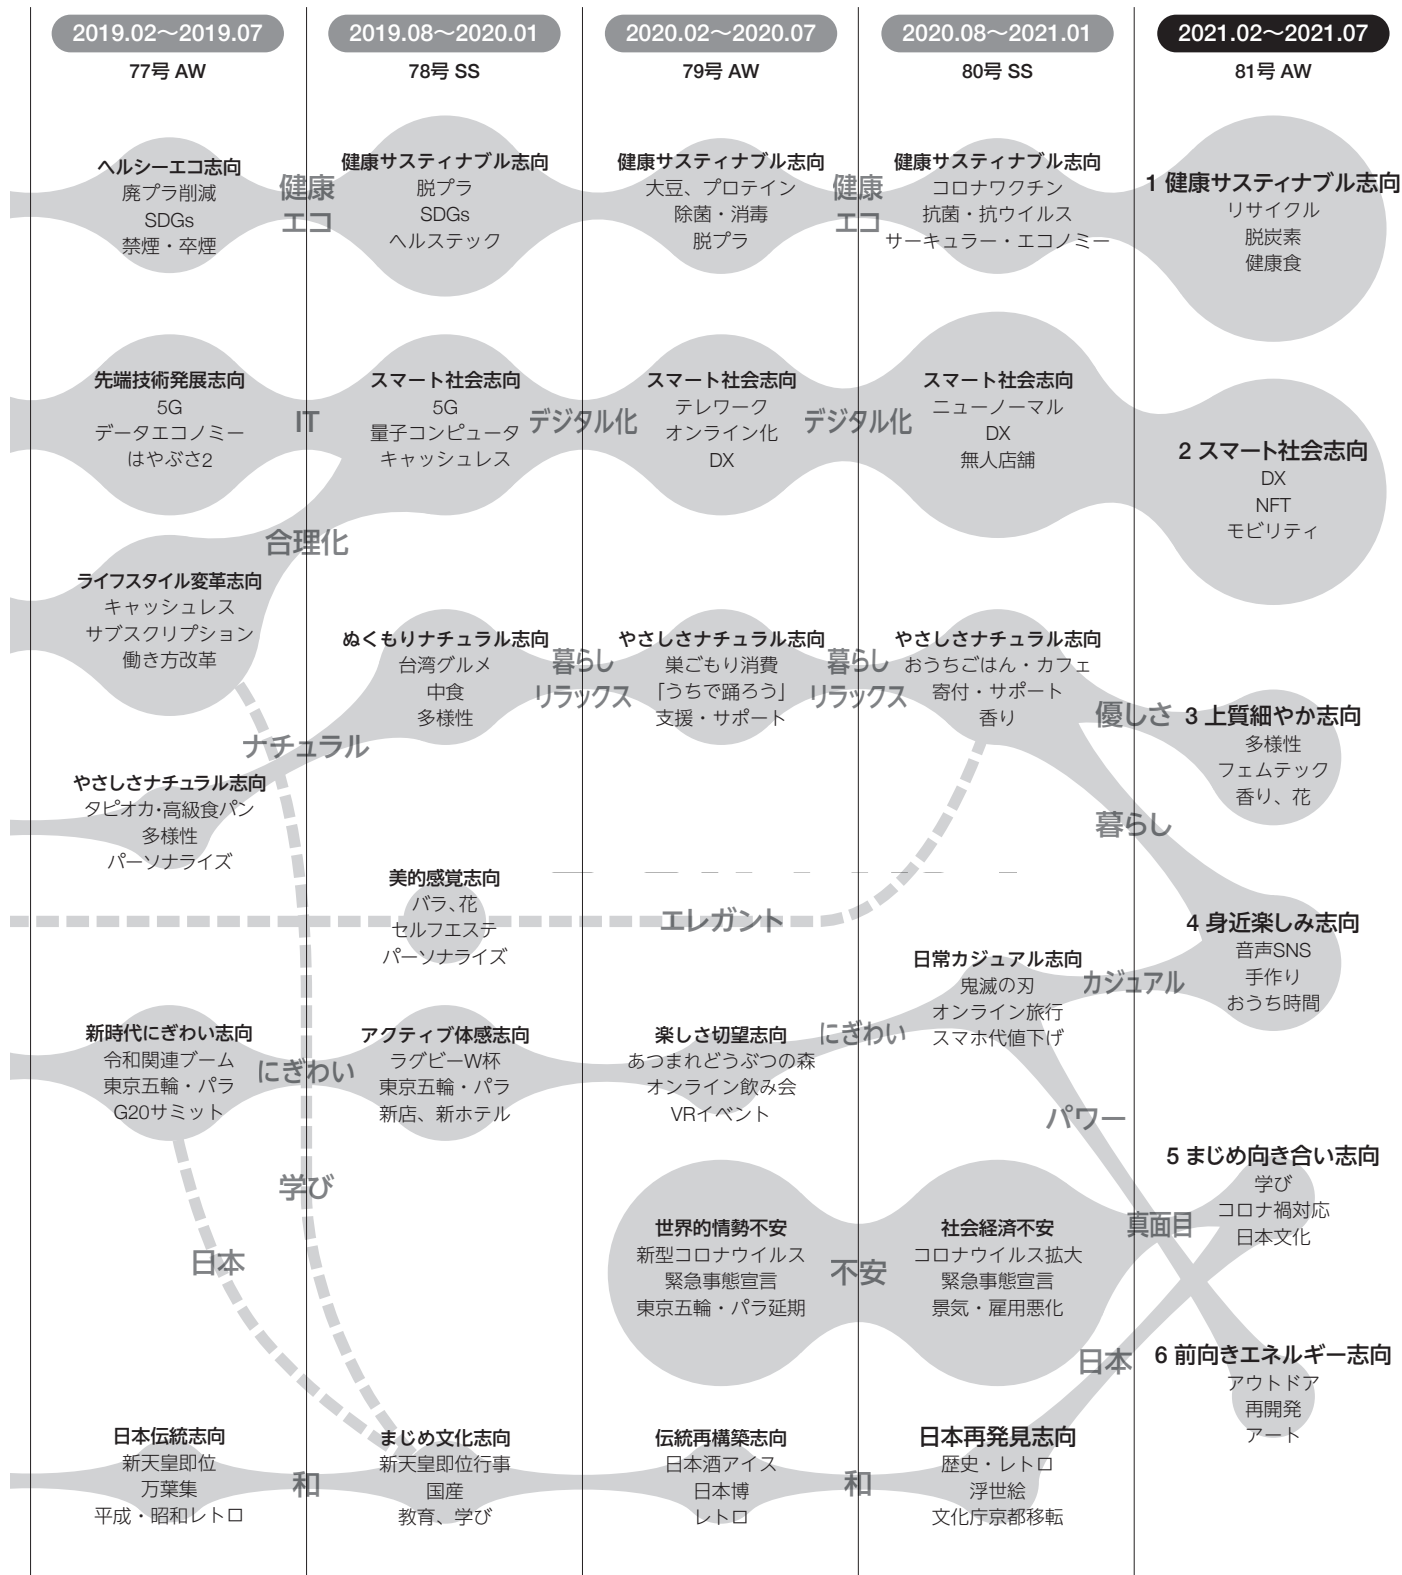 2019.02〜2019.07
77号 AW
ヘルシーエコ志向
廃プラ削減
SDGs
禁煙・卒煙
先端技術発展志向
5G
データエコノミー
はやぶさ2
ライフスタイル変革志向
キャッシュレス
サブスクリプション
働き方改革
やさしさナチュラル志向
タピオカ・高級食パン
多様性
パーソナライズ
新時代にぎわい志向
令和関連ブーム
東京五輪・パラ
G20サミット
日本
日本伝統志向
新天皇即位
万葉集
平成・昭和レトロ
健康
エコ
IT
合理化
ナチュラル
にぎわい
学び
和
2019.08〜2020.01
78号 SS
健康サスティナブル志向
脱プラ
SDGs
ヘルステック
スマート社会志向
5G
量子コンピュータ
キャッシュレス
ぬくもりナチュラル志向
台湾グルメ
中食
多様性
美的感覚志向
バラ、花
セルフエステ
パーソナライズ
アクティブ体感志向
ラグビーW杯
東京五輪・パラ
新店、新ホテル
まじめ文化志向
新天皇即位行事
国産
教育、学び
デジタル化
暮らし
リラックス
2020.02〜2020.07
79号 AW
健康サスティナブル志向
大豆、プロテイン
除菌・消毒
脱プラ
スマート社会志向
テレワーク
オンライン化
DX
やさしさナチュラル志向
巣ごもり消費
「うちで踊ろう」
支援・サポート
エレガント
楽しさ切望志向
あつまれどうぶつの森
オンライン飲み会
VRイベント
世界的情勢不安
新型コロナウイルス
緊急事態宣言
東京五輪・パラ延期
伝統再構築志向
日本酒アイス
日本博
レトロ
健康
エコ
デジタル化
暮らし
リラックス
にぎわい
不安
和
2020.08〜2021.01
80号 SS
健康サスティナブル志向
コロナワクチン
抗菌・抗ウイルス
サーキュラー・エコノミー
スマート社会志向
ニューノーマル
DX
無人店舗
やさしさナチュラル志向
おうちごはん・カフェ
寄付・サポート
香り
日常カジュアル志向
鬼滅の刃
オンライン旅行
スマホ代値下げ
社会経済不安
コロナウイルス拡大
緊急事態宣言
景気・雇用悪化
日本再発見志向
歴史・レトロ
浮世絵
文化庁京都移転
優しさ
暮らし
カジュアル
パワー
真面目
日本
2021.02〜2021.07
81号 AW
1 健康サスティナブル志向
リサイクル
脱炭素
健康食
2 スマート社会志向
DX
NFT
モビリティ
3 上質細やか志向
多様性
フェムテック
香り、花
4 身近楽しみ志向
音声SNS
手作り
おうち時間
5 まじめ向き合い志向
学び
コロナ禍対応
日本文化
6 前向きエネルギー志向
アウトドア
再開発
アート